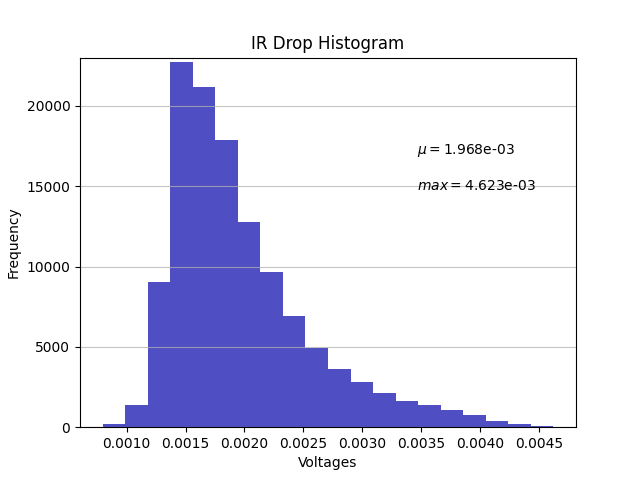 IR Drop Histogram
20000
15000
10000
5000
0
Frequency
μ = 1.968e-03
max = 4.623e-03
0.0010 0.0015 0.0020 0.0025 0.0030 0.0035 0.0040 0.0045
Voltages